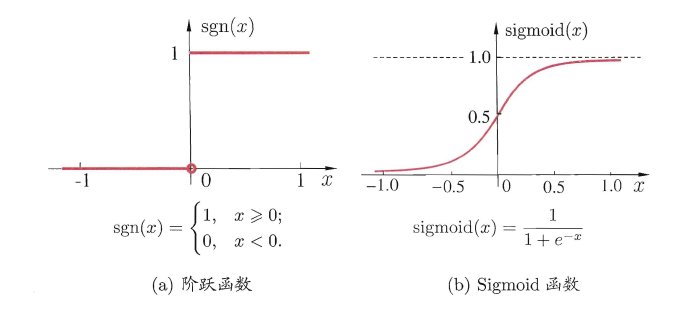 sgn(x)
1
-1
0
1
x
sgn(x) = {1, x ⩾ 0;
0, x < 0.
(a) 阶跃函数
sigmoid(x)
1.0
0.5
-1.0
-0.5
0
0.5
1.0
x
sigmoid(x) = 1 / 1 + e^{-x}
(b) Sigmoid 函数